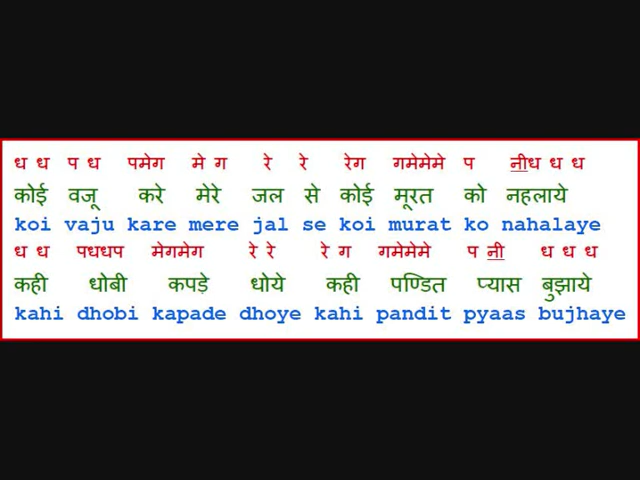 ध ध प ध पमेग मे ग रे रे रेग गमेमेमे प नीध ध ध
कोई वजू करे मेरे जल से कोई मूरत को नहलाये
koi vaju kare mere jal se koi murat ko nahalaye
ध ध पधधप मेगमेग रे रे रे ग गमेमेमे प नी ध ध ध
कही धोबी कपड़े धोये कही पण्डित प्यास बुझाये
kahi dhobi kapade dhoye kahi pandit pyaas bujhaye